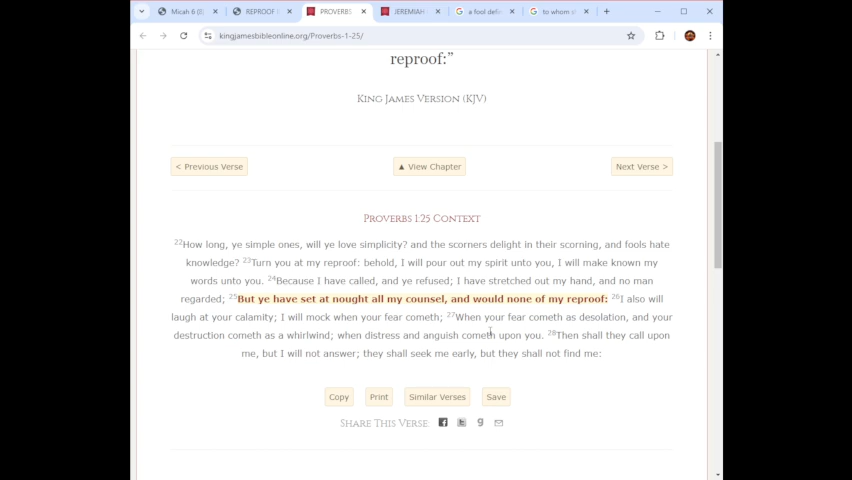 Micah 6 (
REPROOF
PROVERBS
JEREMIAH
a fool defi
to whom s
kingjamesbibleonline.org/Proverbs-1-25/
reproof:”
King James Version (KJV)
< Previous Verse
▲ View Chapter
Next Verse >
Proverbs 1:25 Context
22How long, ye simple ones, will ye love simplicity? and the scorners delight in their scorning, and fools hate
knowledge? 23Turn you at my reproof: behold, I will pour out my spirit unto you, I will make known my
words unto you. 24Because I have called, and ye refused; I have stretched out my hand, and no man
regarded; 25But ye have set at nought all my counsel, and would none of my reproof: 26I also will
laugh at your calamity; I will mock when your fear cometh; 27When your fear cometh as desolation, and your
destruction cometh as a whirlwind; when distress and anguish cometh upon you. 28Then shall they call upon
me, but I will not answer; they shall seek me early, but they shall not find me:
Copy
Print
Similar Verses
Save
Share This Verse: